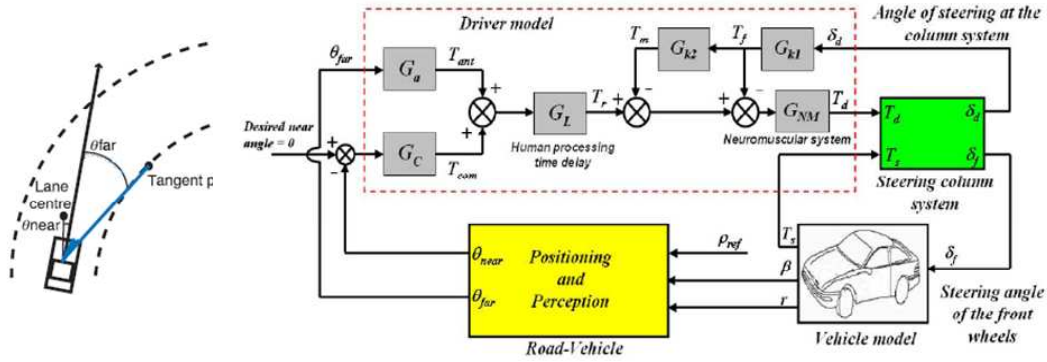 θfar
Lane
centre
θnear
Tangent p
Driver model
θfar
Ga
Tant
Desired near
angle = 0
GC
Tcom
GL
Human processing
time delay
Tr
Tm
Gk2
Tf
Gk1
δd
GNM
Td
Neuromuscular system
Angle of steering at the
column system
Td
δd
Ts
δf
Steering column
system
θnear
θfar
Positioning
and
Perception
Road-Vehicle
ρref
β
r
Ts
Vehicle model
δf
Steering angle
of the front
wheels